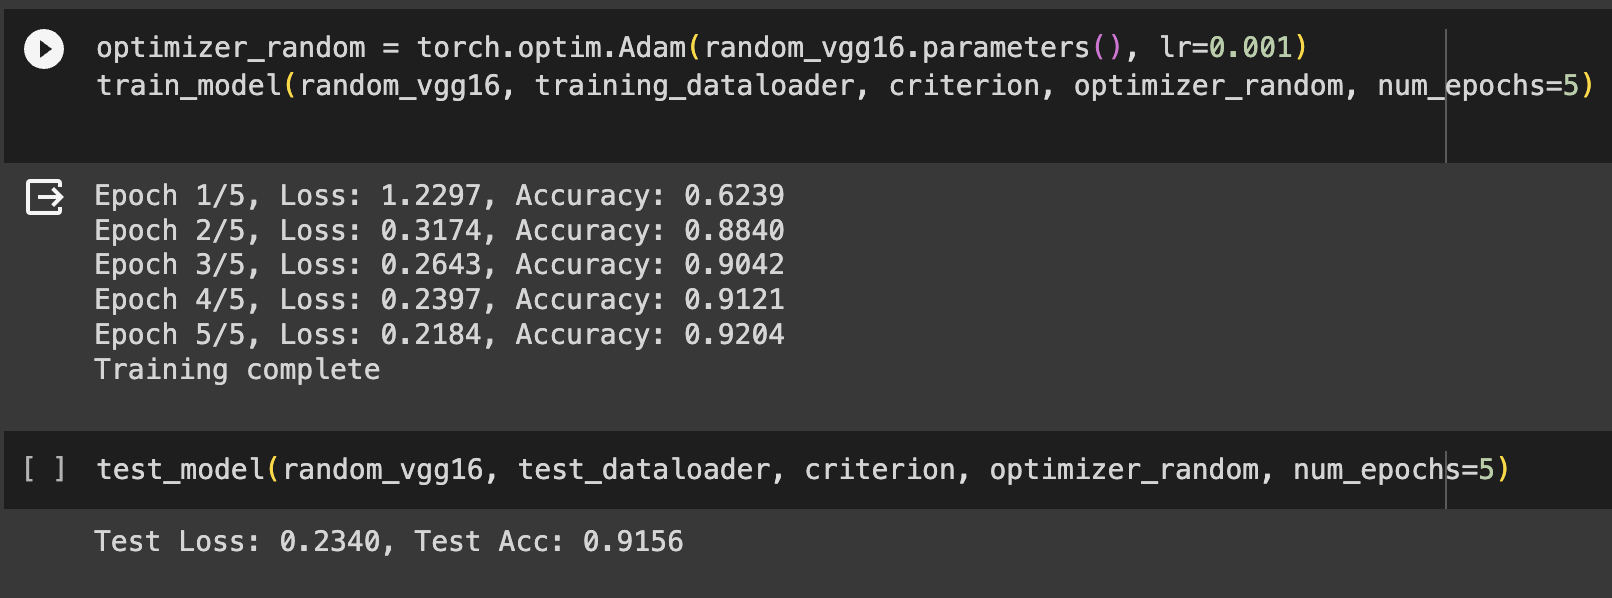 optimizer_random = torch.optim.Adam(random_vgg16.parameters(), lr=0.001)
train_model(random_vgg16, training_dataloader, criterion, optimizer_random, num_epochs=5)
Epoch 1/5, Loss: 1.2297, Accuracy: 0.6239
Epoch 2/5, Loss: 0.3174, Accuracy: 0.8840
Epoch 3/5, Loss: 0.2643, Accuracy: 0.9042
Epoch 4/5, Loss: 0.2397, Accuracy: 0.9121
Epoch 5/5, Loss: 0.2184, Accuracy: 0.9204
Training complete
[ ] test_model(random_vgg16, test_dataloader, criterion, optimizer_random, num_epochs=5)
Test Loss: 0.2340, Test Acc: 0.9156